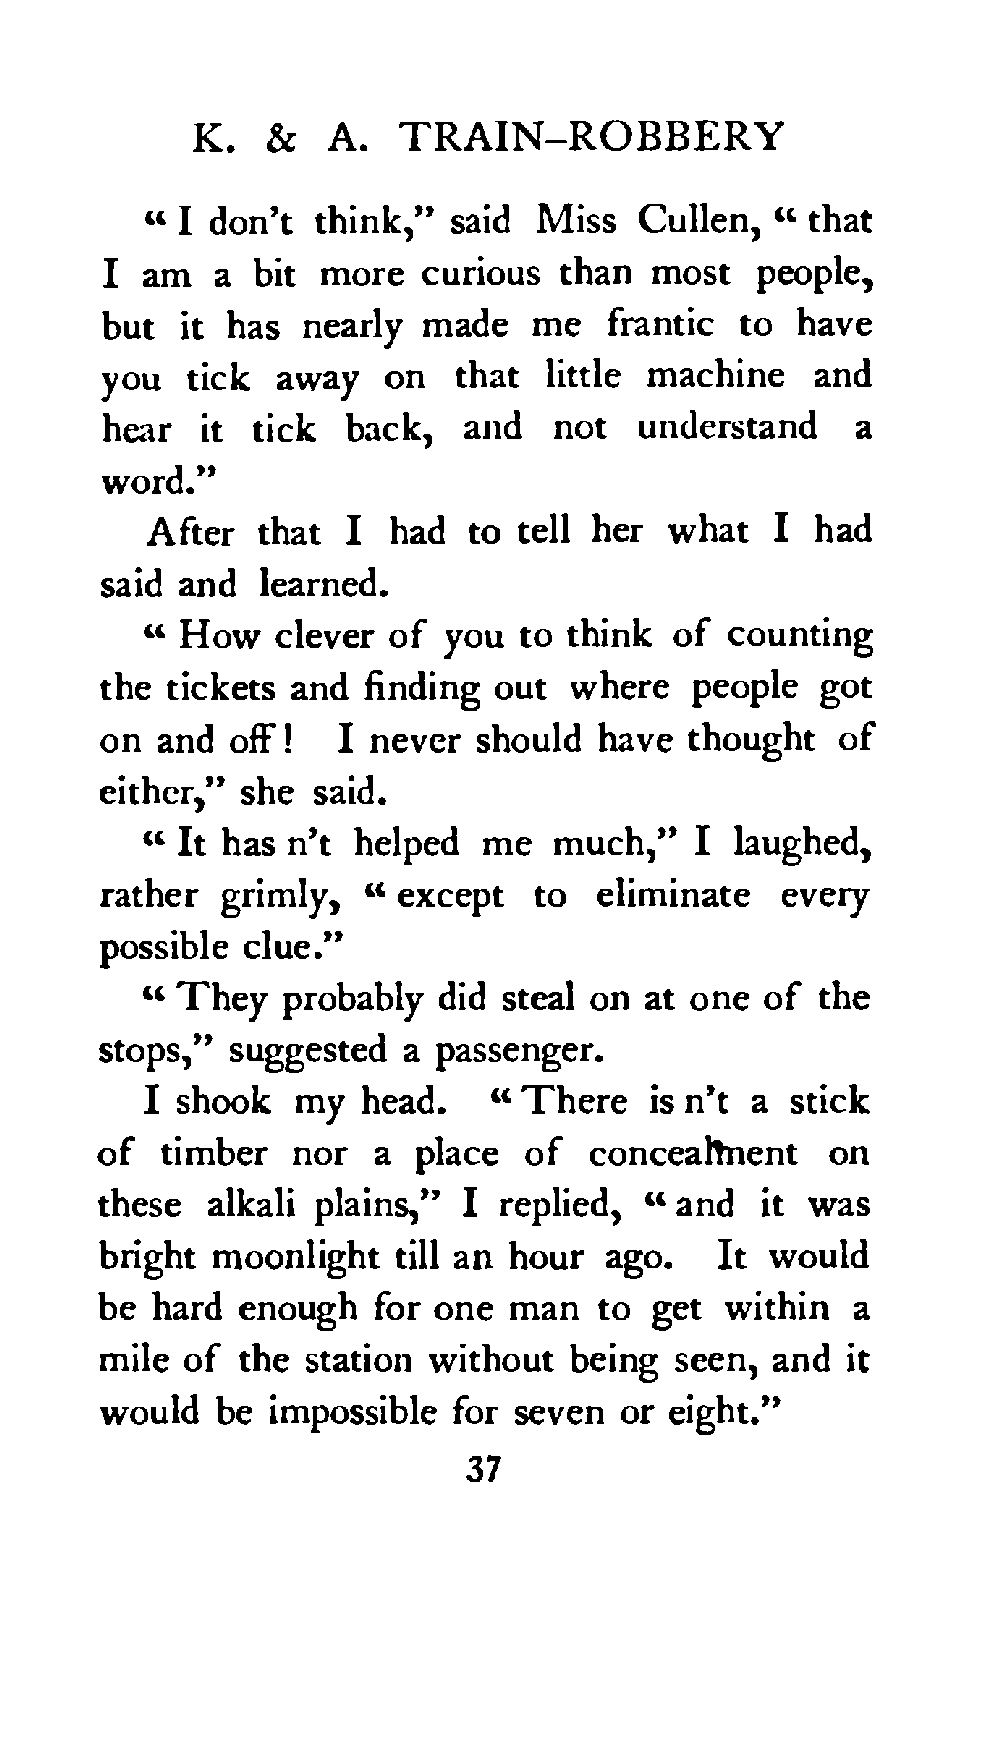 K. & A. TRAIN–ROBBERY
“ I don’t think,” said Miss Cullen, “ that
I am a bit more curious than most people,
but it has nearly made me frantic to have
you tick away on that little machine and
hear it tick back, and not understand a
word.”
After that I had to tell her what I had
said and learned.
“ How clever of you to think of counting
the tickets and finding out where people got
on and off ! I never should have thought of
either,” she said.
“ It has n’t helped me much,” I laughed,
rather grimly, “ except to eliminate every
possible clue.”
“ They probably did steal on at one of the
stops,” suggested a passenger.
I shook my head. “ There is n’t a stick
of timber nor a place of concealment on
these alkali plains,” I replied, “ and it was
bright moonlight till an hour ago. It would
be hard enough for one man to get within a
mile of the station without being seen, and it
would be impossible for seven or eight.”
37